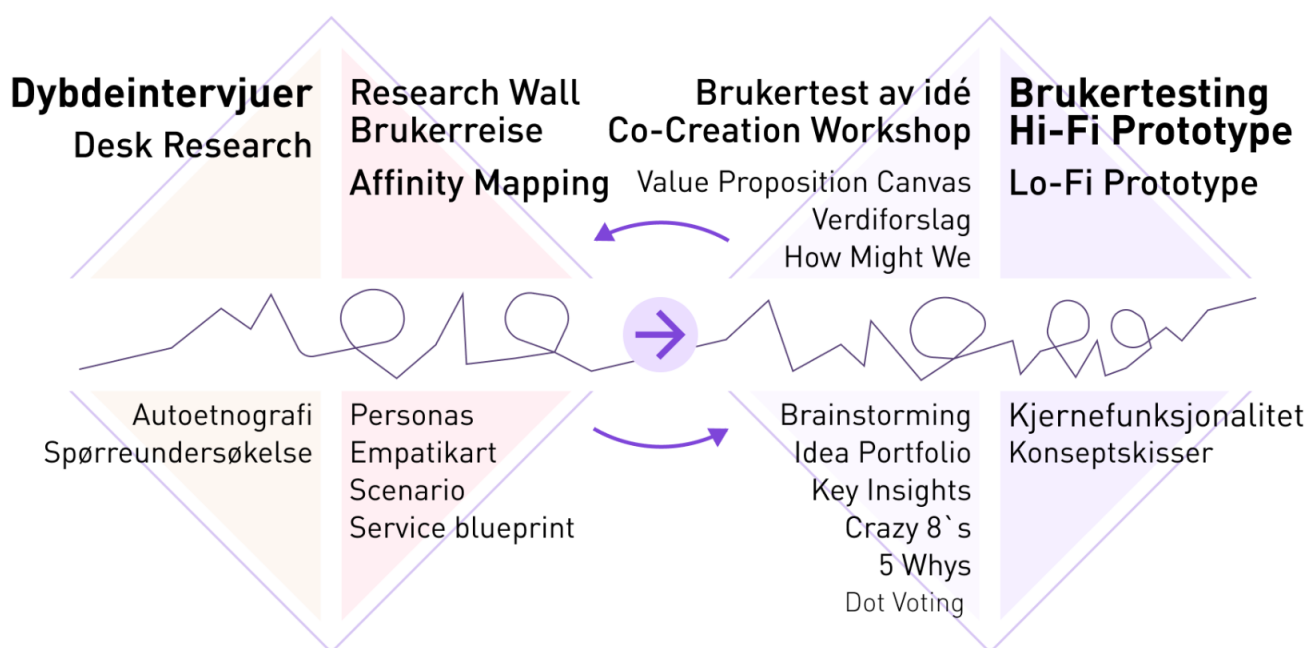 Dybdeintervjuer
Desk Research
Research Wall
Brukerreise
Affinity Mapping
Brukertest av idé
Co-Creation Workshop
Value Proposition Canvas
Verdiforslag
How Might We
Brukertesting
Hi-Fi Prototype
Lo-Fi Prototype
Autoetnografi
Spørreundersøkelse
Personas
Empatikart
Scenario
Service blueprint
Brainstorming
Idea Portfolio
Key Insights
Crazy 8`s
5 Whys
Dot Voting
Kjernefunksjonalitet
Konseptskisser